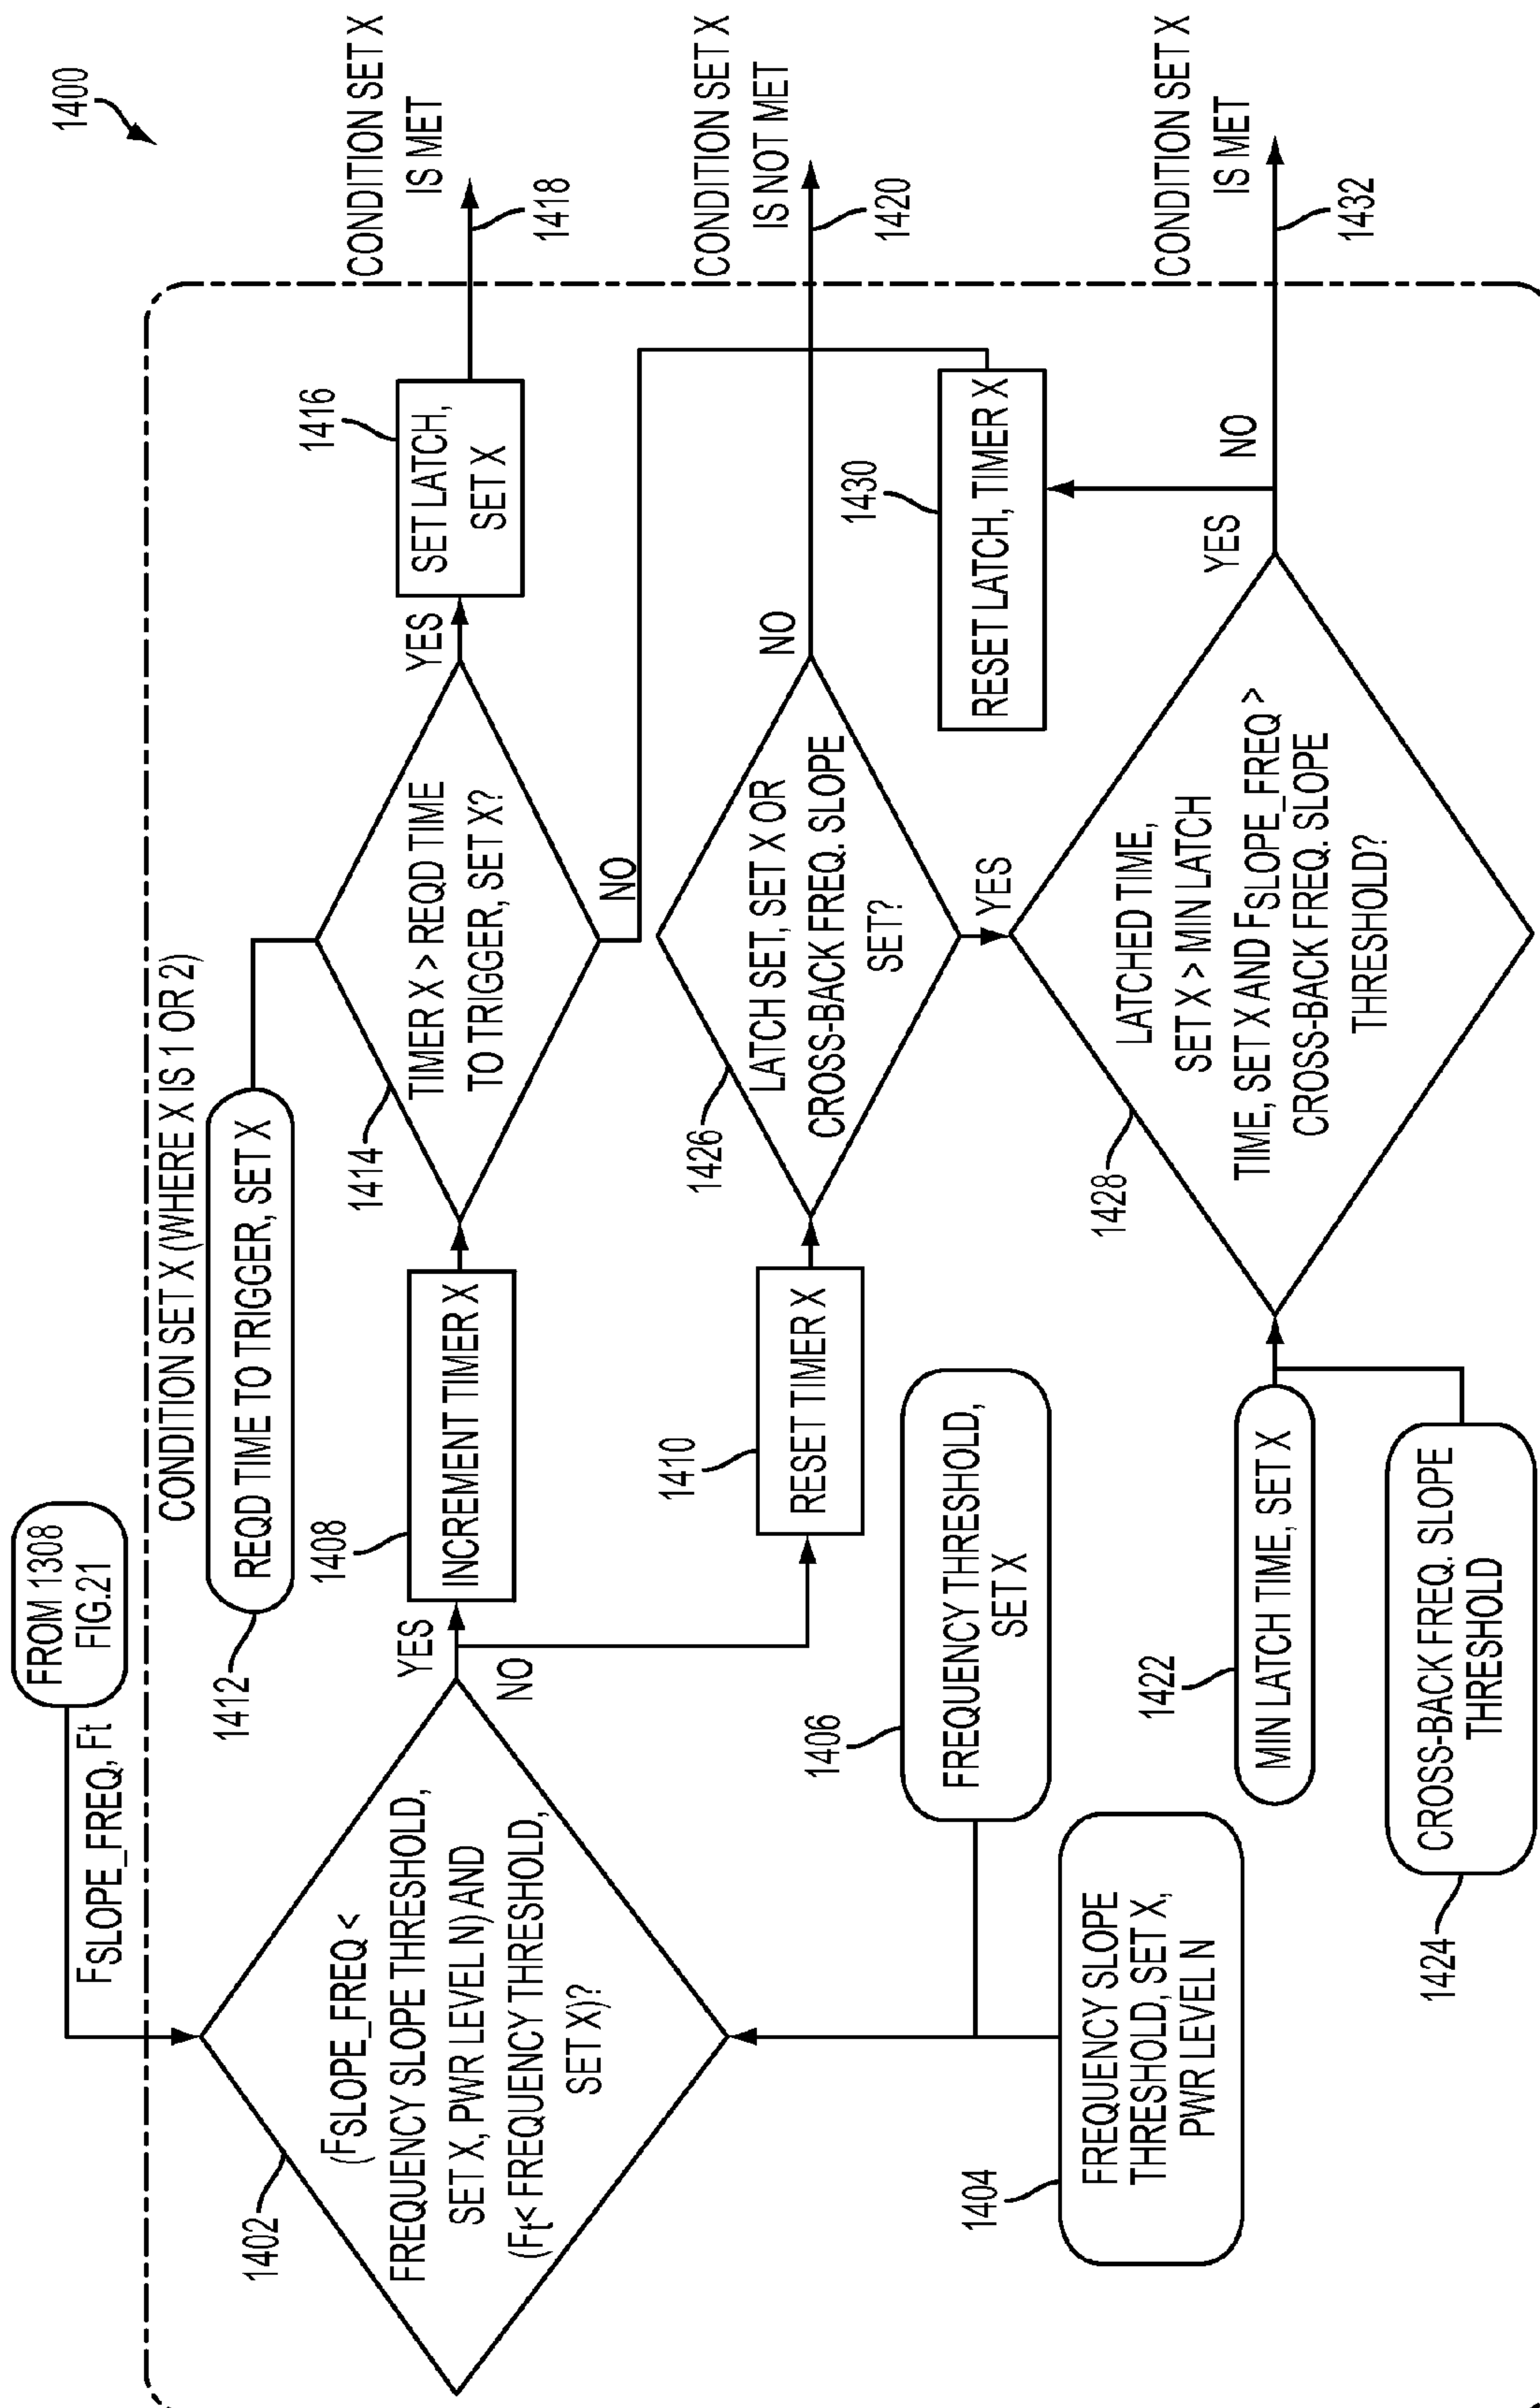 1400
FROM 1308
FIG.21
FSLOPE_FREQ, Ft
CONDITION SET X (WHERE X IS 1 OR 2)
1402
(FSLOPE_FREQ <
FREQUENCY SLOPE THRESHOLD,
SET X, PWR LEVEL N) AND
(Ft< FREQUENCY THRESHOLD,
SET X)?
YES
NO
1404
FREQUENCY SLOPE
THRESHOLD, SET X,
PWR LEVEL N
1406
FREQUENCY THRESHOLD,
SET X
1412
REQD TIME TO TRIGGER, SET X
1408
INCREMENT TIMER X
1410
RESET TIMER X
1414
TIMER X > REQD TIME
TO TRIGGER, SET X?
YES
NO
1416
SET LATCH,
SET X
CONDITION SET X
IS MET
1418
1426
LATCH SET, SET X OR
CROSS-BACK FREQ. SLOPE
SET?
NO
YES
CONDITION SET X
IS NOT MET
1420
1422
MIN LATCH TIME, SET X
1424
CROSS-BACK FREQ. SLOPE
THRESHOLD
1428
LATCHED TIME,
SET X > MIN LATCH
TIME, SET X AND FSLOPE_FREQ >
CROSS-BACK FREQ. SLOPE
THRESHOLD?
YES
NO
1430
RESET LATCH, TIMER X
CONDITION SET X
IS MET
1432